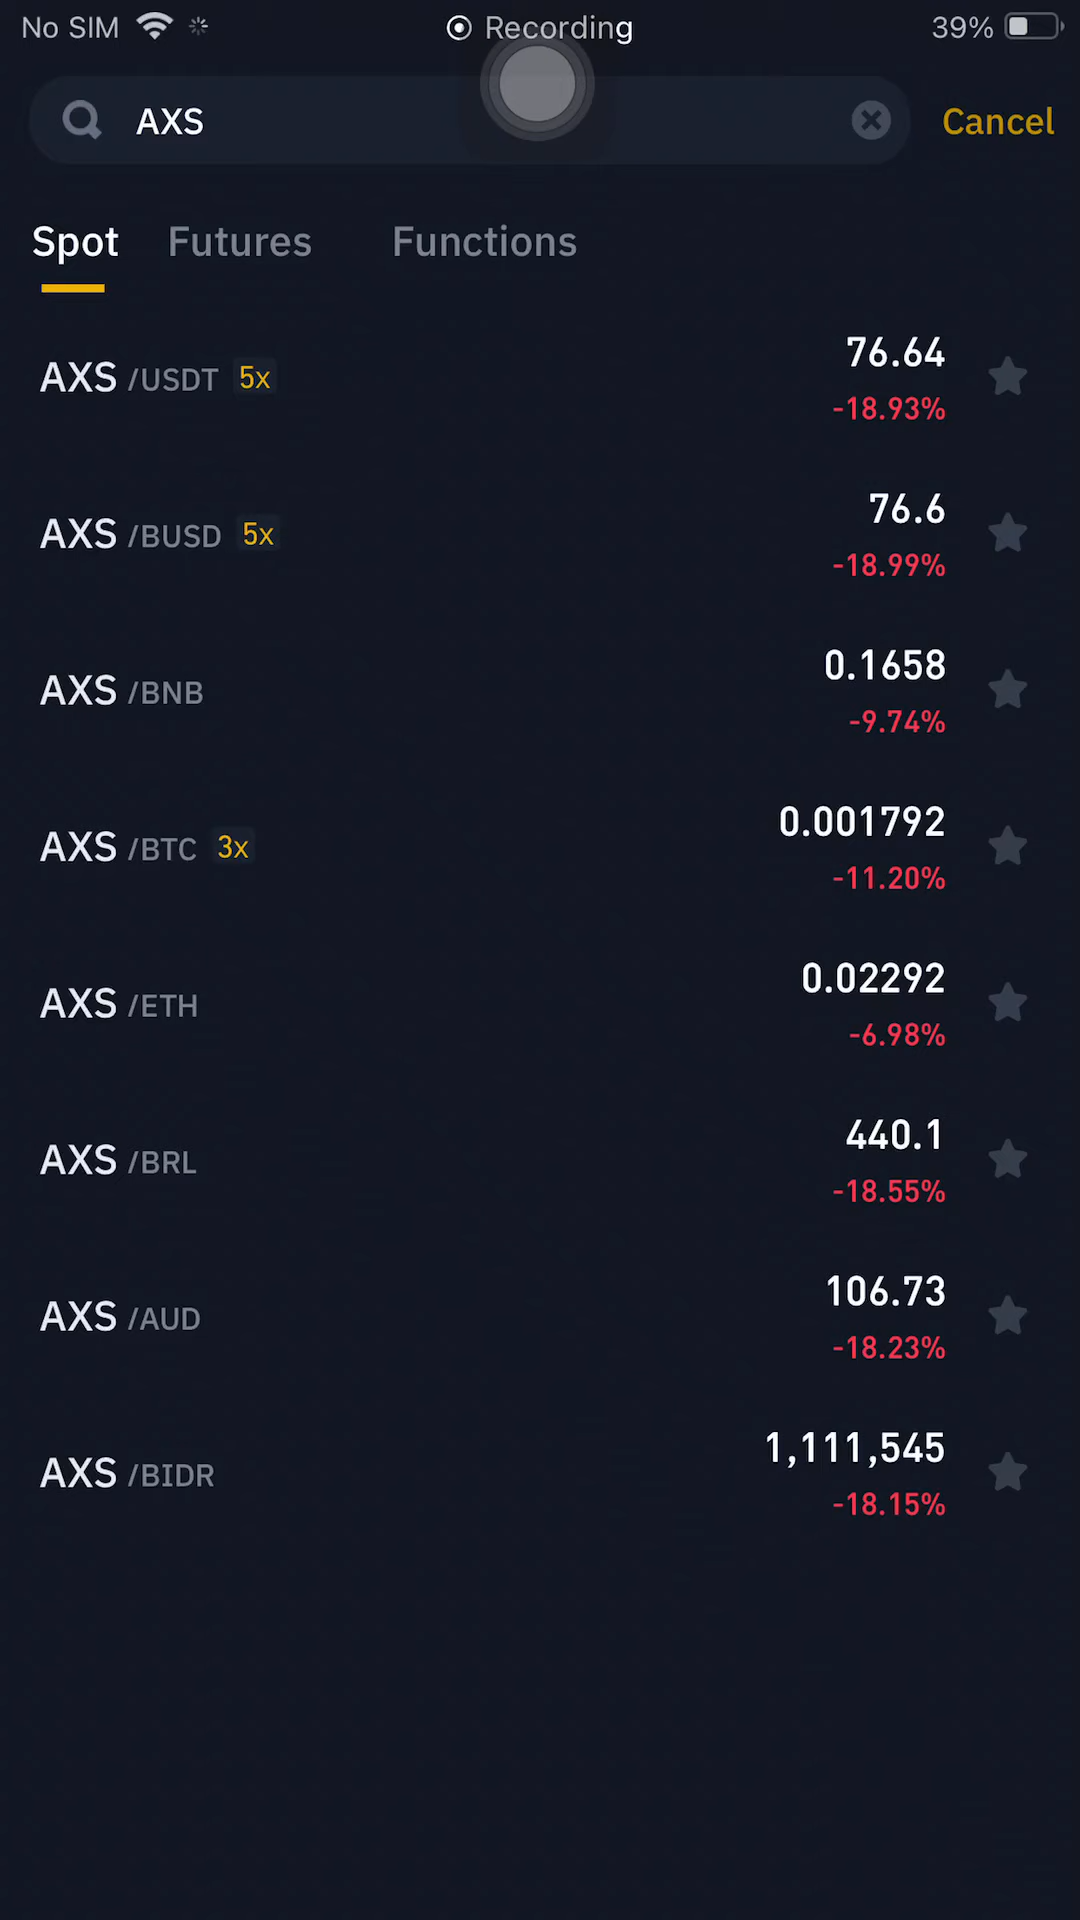 No SIM Recording 39%
AXS Cancel
Spot Futures Functions
AXS /USDT 5x 76.64
-18.93%
AXS /BUSD 5x 76.6
-18.99%
AXS /BNB 0.1658
-9.74%
AXS /BTC 3x 0.001792
-11.20%
AXS /ETH 0.02292
-6.98%
AXS /BRL 440.1
-18.55%
AXS /AUD 106.73
-18.23%
AXS /BIDR 1,111,545
-18.15%